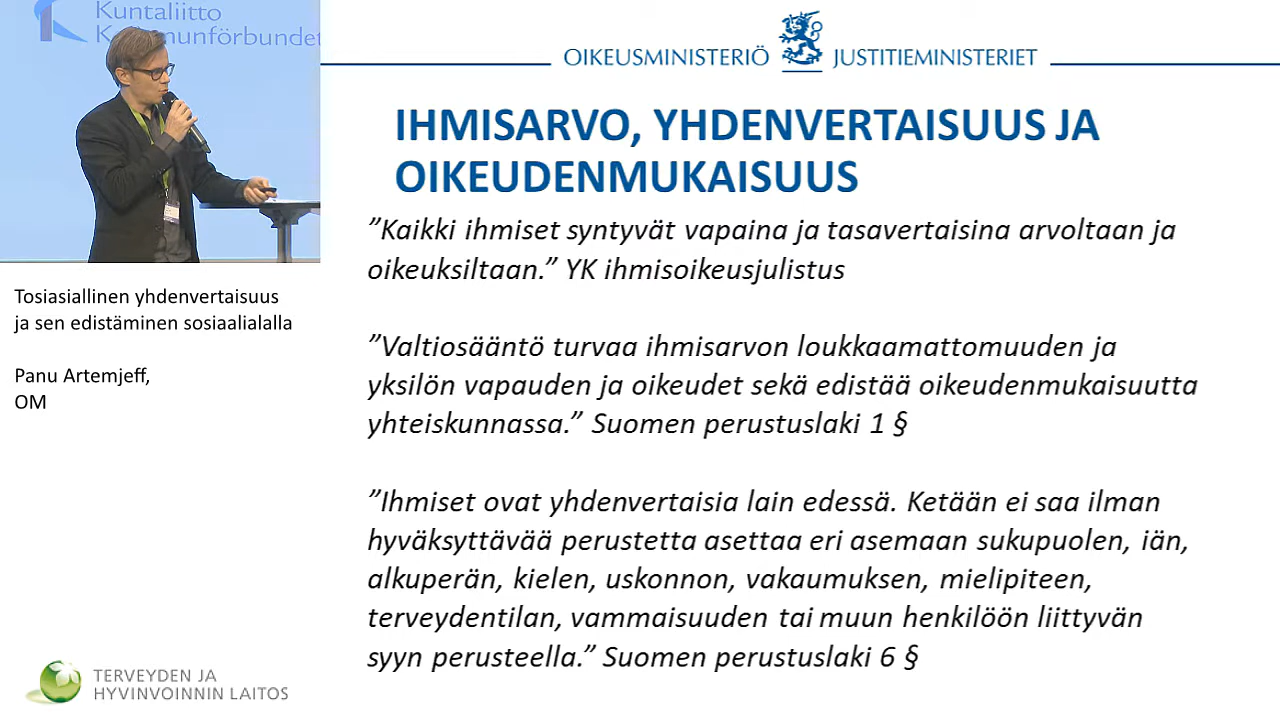 Kuntaliitto
Kommunförbundet
Tosiasiallinen yhdenvertaisuus
ja sen edistäminen sosiaalialalla
Panu Artemjeff,
OM
TERVEYDEN JA
HYVINVOINNIN LAITOS
OIKEUSMINISTERIÖ JUSTITIEMINISTERIET
IHMISARVO, YHDENVERTAISUUS JA
OIKEUDENMUKAISUUS
”Kaikki ihmiset syntyvät vapaina ja tasavertaisina arvoltaan ja
oikeuksiltaan.” YK ihmisoikeusjulistus
”Valtiosääntö turvaa ihmisarvon loukkaamattomuuden ja
yksilön vapauden ja oikeudet sekä edistää oikeudenmukaisuutta
yhteiskunnassa.” Suomen perustuslaki 1 §
”Ihmiset ovat yhdenvertaisia lain edessä. Ketään ei saa ilman
hyväksyttävää perustetta asettaa eri asemaan sukupuolen, iän,
alkuperän, kielen, uskonnon, vakaumuksen, mielipiteen,
terveydentilan, vammaisuuden tai muun henkilöön liittyvän
syyn perusteella.” Suomen perustuslaki 6 §